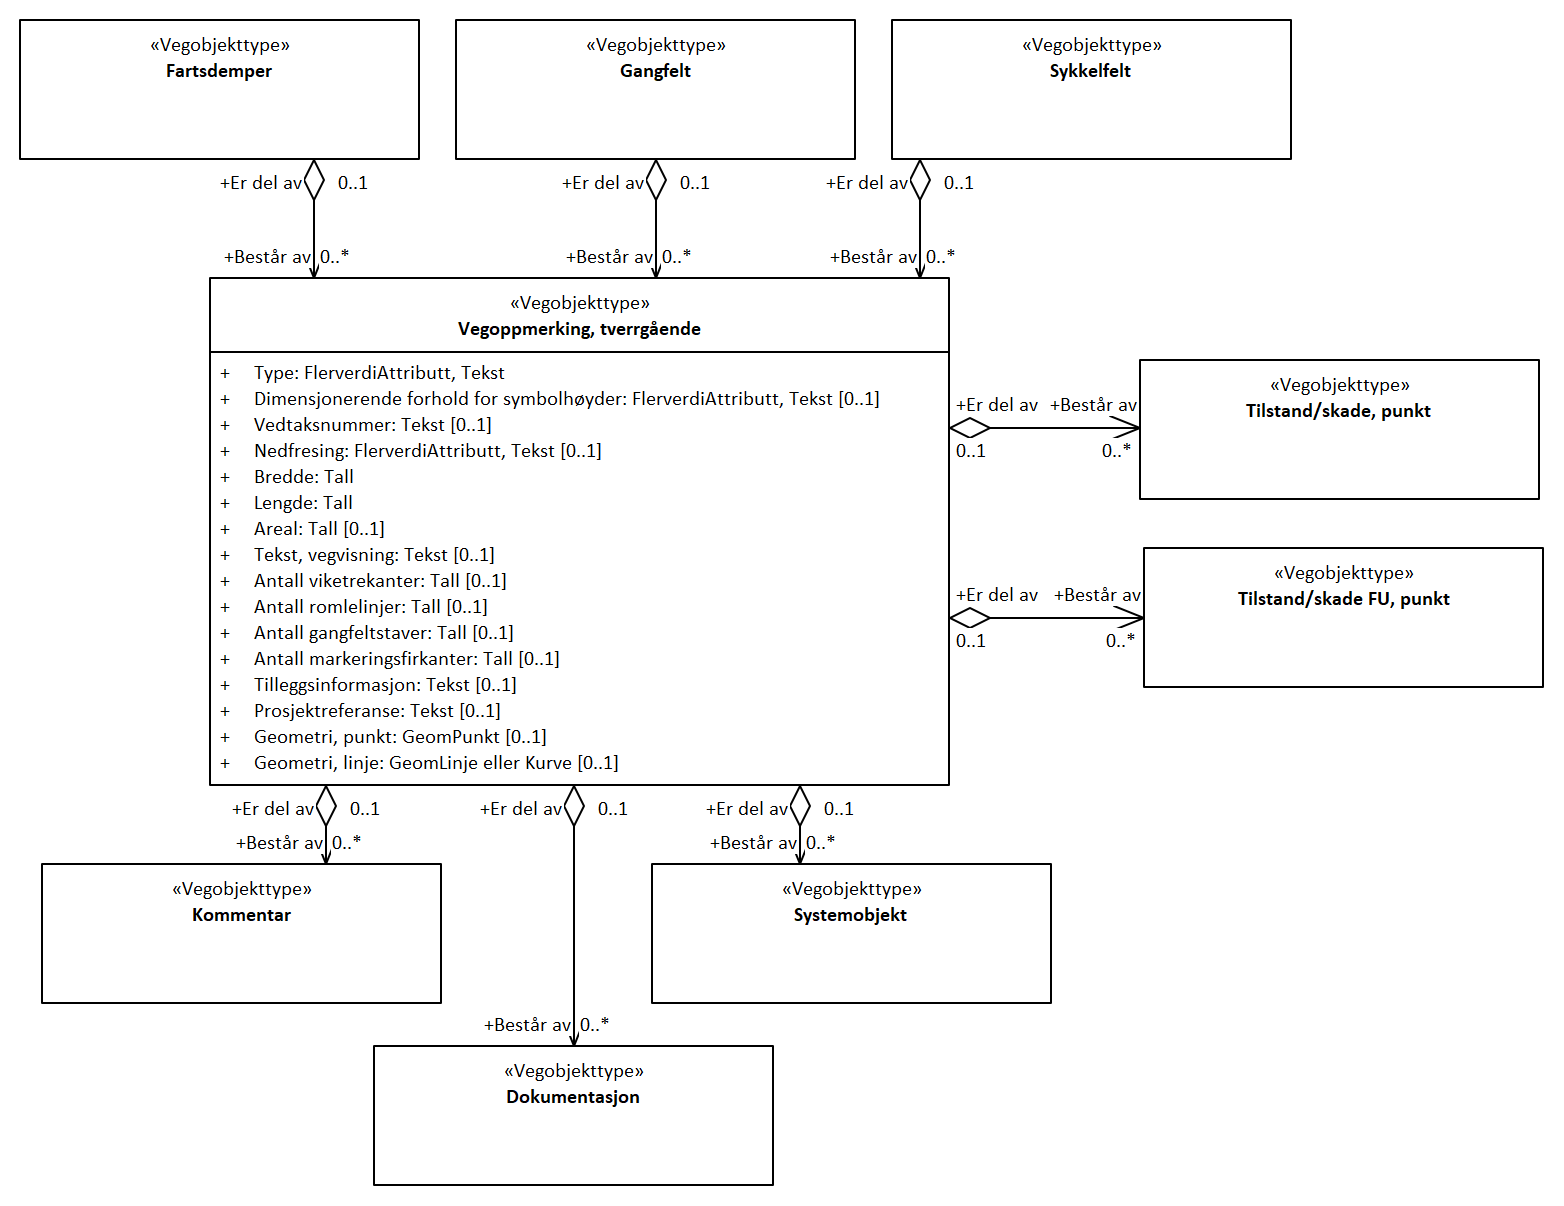 «Vegobjekttype»
Fartsdemper
«Vegobjekttype»
Gangfelt
«Vegobjekttype»
Sykkelfelt
+Er del av 0..1
+Er del av 0..1
+Er del av 0..1
+Består av 0..*
+Består av 0..*
+Består av 0..*
«Vegobjekttype»
Vegoppmerking, tverrgående
+ Type: FlerverdiAttributt, Tekst
+ Dimensjonerende forhold for symbolhøyder: FlerverdiAttributt, Tekst [0..1]
+ Vedtaksnummer: Tekst [0..1]
+ Nedfresing: FlerverdiAttributt, Tekst [0..1]
+ Bredde: Tall
+ Lengde: Tall
+ Areal: Tall [0..1]
+ Tekst, vegvisning: Tekst [0..1]
+ Antall viketrekanter: Tall [0..1]
+ Antall romlelinjer: Tall [0..1]
+ Antall gangfeltstaver: Tall [0..1]
+ Antall markeringsfirkanter: Tall [0..1]
+ Tilleggsinformasjon: Tekst [0..1]
+ Prosjektreferanse: Tekst [0..1]
+ Geometri, punkt: GeomPunkt [0..1]
+ Geometri, linje: GeomLinje eller Kurve [0..1]
+Er del av +Består av
0..1 0..*
«Vegobjekttype»
Tilstand/skade, punkt
+Er del av +Består av
0..1 0..*
«Vegobjekttype»
Tilstand/skade FU, punkt
+Er del av 0..1
+Er del av 0..1
+Er del av 0..1
+Består av 0..*
+Består av 0..*
«Vegobjekttype»
Kommentar
«Vegobjekttype»
Systemobjekt
+Består av 0..*
«Vegobjekttype»
Dokumentasjon